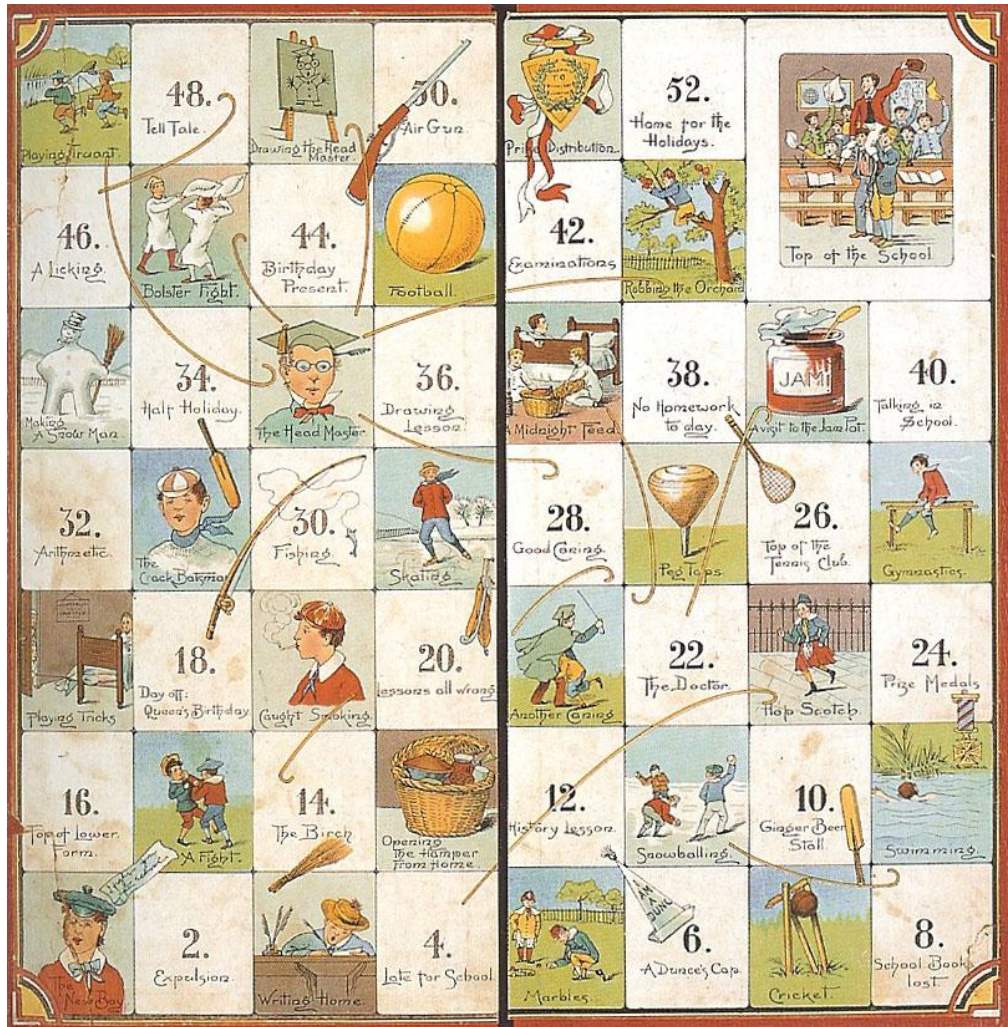 Playing Truant.
48.
Tell Tale.
Drawing the Head
Master.
50.
Air Gun.
Prize Distribution.
52.
Home for the
Holidays.
Top of the School.
46.
A Licking.
Bolster Fight.
44.
Birthday
Present.
Football.
42.
Examinations
Robbing the Orchard
Making
A Snow Man.
34.
Half Holiday.
The Head Master.
36.
Drawing
Lesson.
A Midnight Feed.
38.
No Homework
to day.
JAM
A visit to the Jam Pot.
40.
Talking in
School.
32.
Arithmetic.
The
Crack Batsman
30.
Fishing.
Skating.
28.
Good Caning.
Peg Tops.
26.
Top of the
Tennis Club.
Gymnastics.
Playing Tricks
18.
Day off:
Queen's Birthday
Caught Smoking.
20.
Lessons all wrong.
Another Caning
22.
The Doctor.
Hop Scotch.
24.
Prize Medals
16.
Top of Lower
Form.
A Fight.
14.
The Birch
Opening
The Hamper
From Home.
12.
History Lesson.
Snowballing.
10.
Ginger Beer
Stall.
Swimming.
The
New Boy
2.
Expulsion.
Writing Home.
4.
Late for School.
Marbles.
I AM
A
DUNCE
6.
A Dunce's Cap.
Cricket.
8.
School Books
lost.